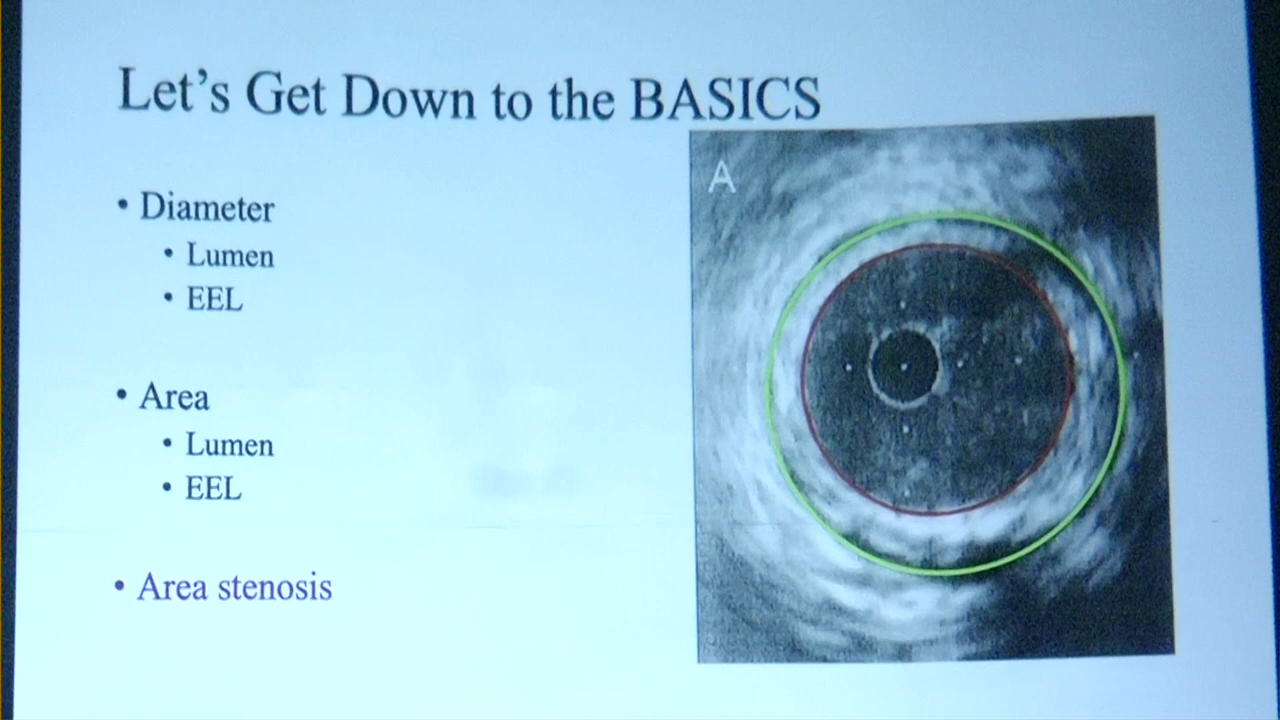 Let's Get Down to the BASICS
• Diameter
• Lumen
• EEL
• Area
• Lumen
• EEL
• Area stenosis
A